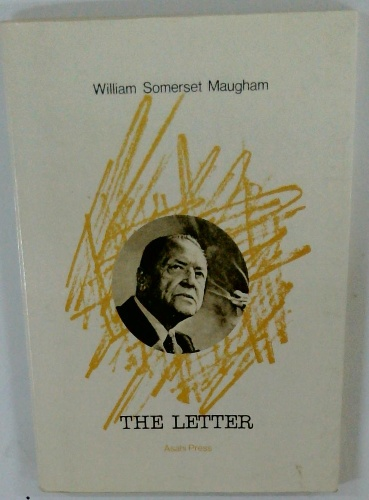 William Somerset Maugham
THE LETTER
Asahi Press